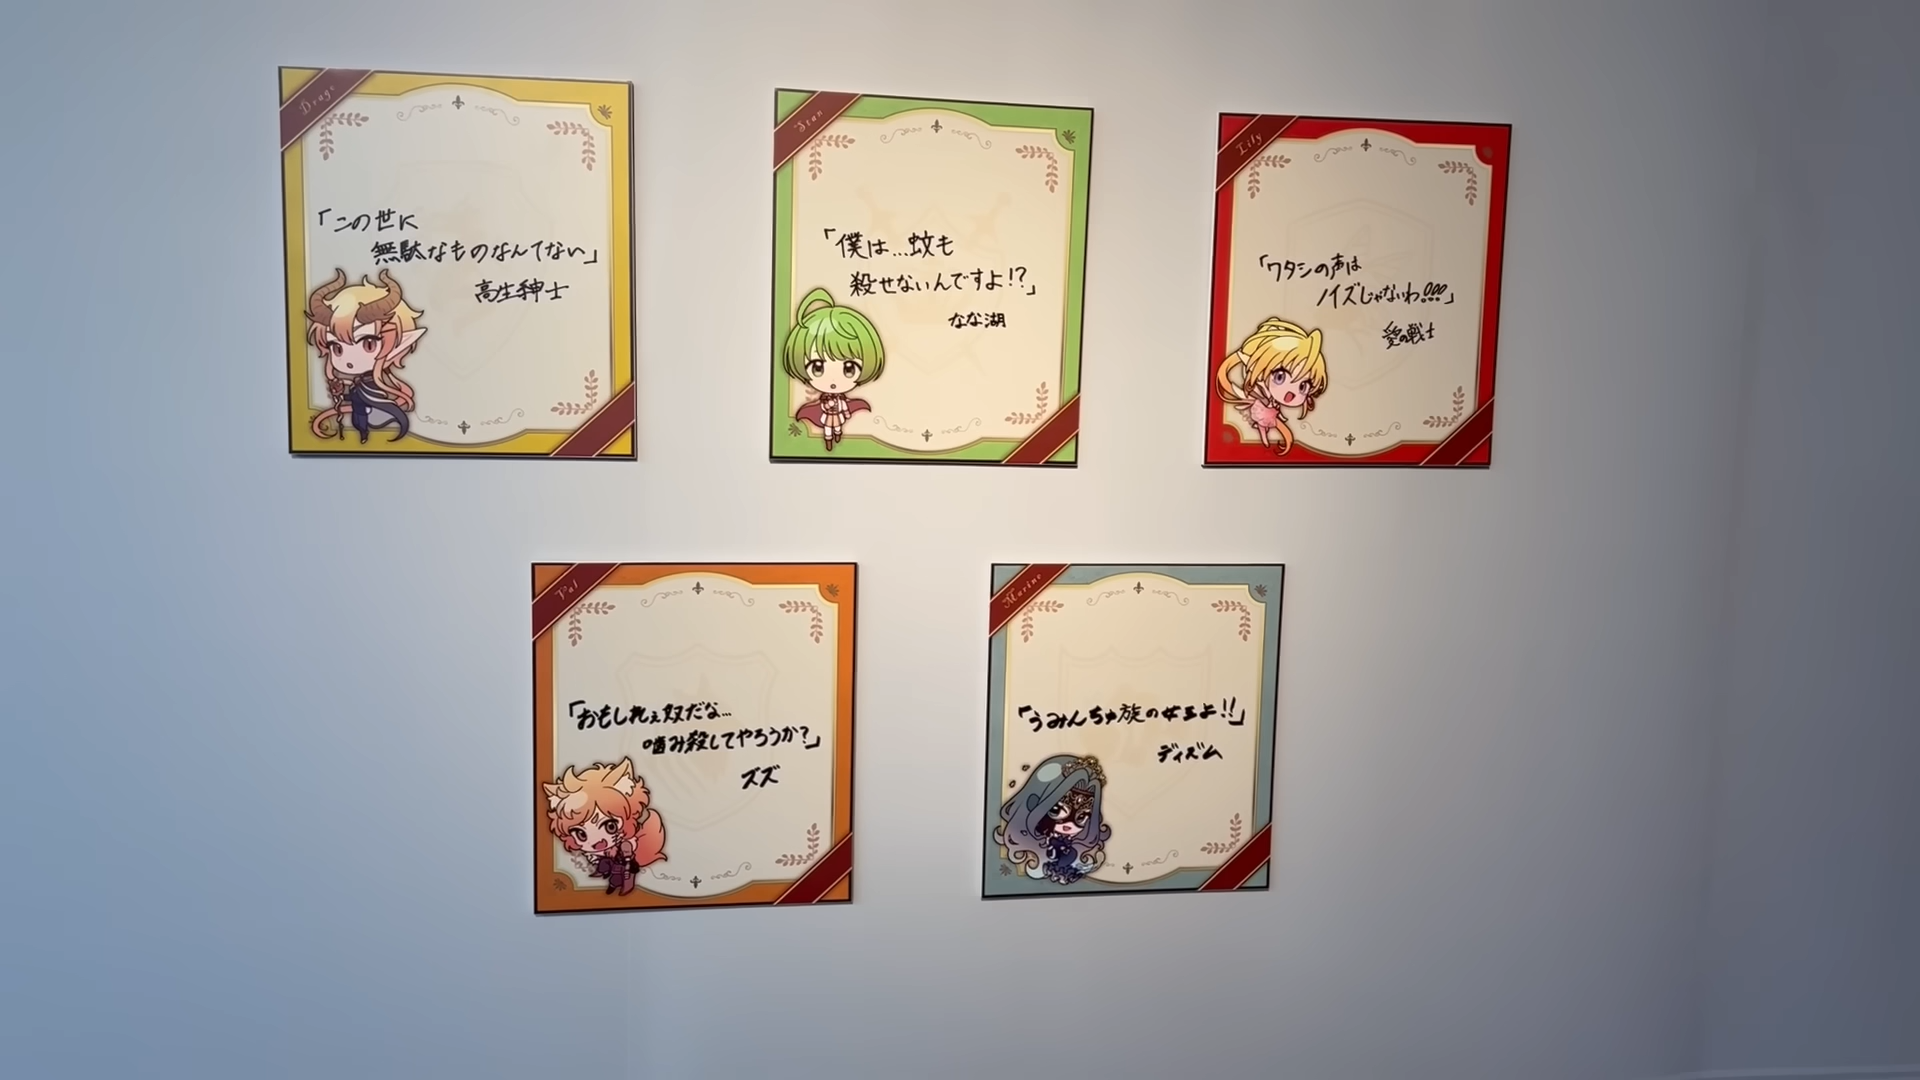 Drago
「この世に
無駄なものなんてない」
高生紳士
Jean
「僕は…蚊も
殺せないんですよ!?」
なな湖
Lily
「ワタシの声は
ノイズじゃないわ!!!」
愛の戦士
Val
「おもしれぇ奴だな…
噛み殺してやろうか?」
ズズ
Marino
「うみんちゅ族の女王よ!!」
ディズム